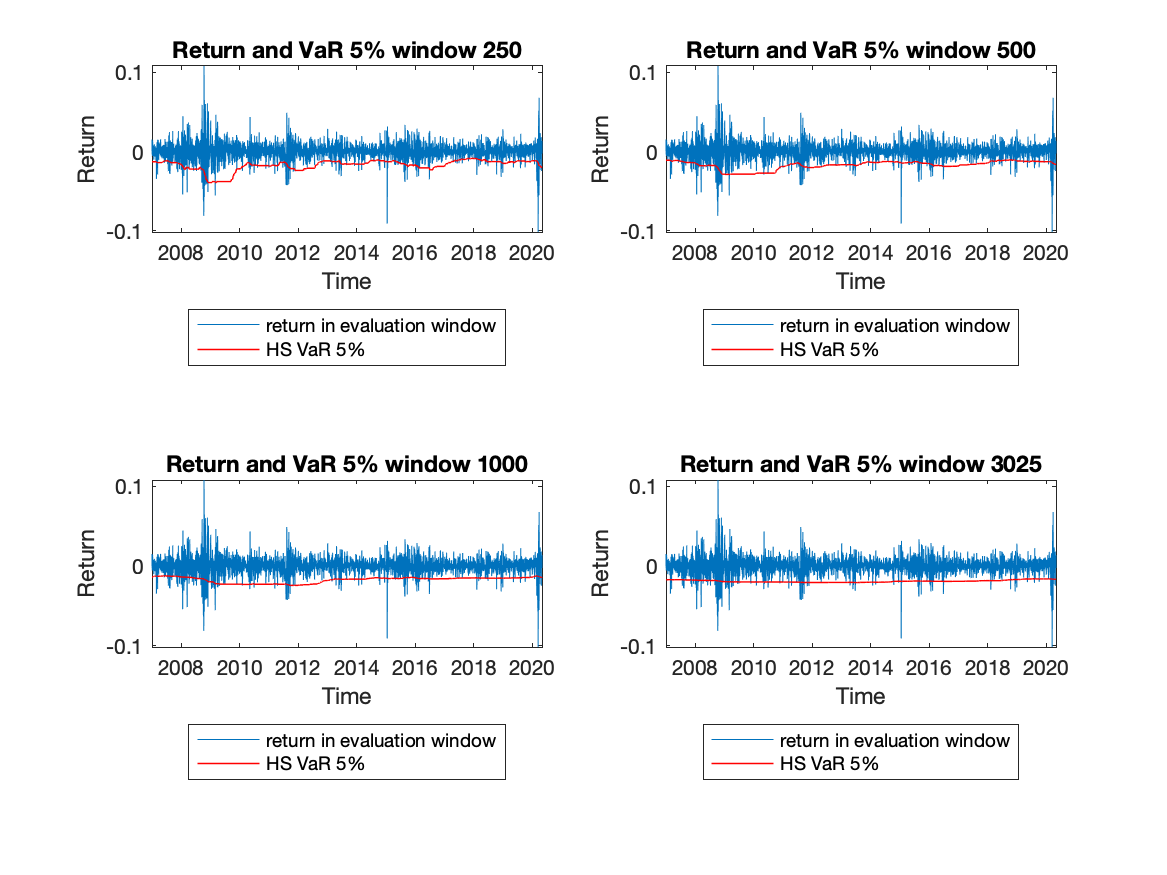 Return and VaR 5% window 250
0.1
0
-0.1
Return
2008 2010 2012 2014 2016 2018 2020
Time
return in evaluation window
HS VaR 5%
Return and VaR 5% window 500
0.1
0
-0.1
Return
2008 2010 2012 2014 2016 2018 2020
Time
return in evaluation window
HS VaR 5%
Return and VaR 5% window 1000
0.1
0
-0.1
Return
2008 2010 2012 2014 2016 2018 2020
Time
return in evaluation window
HS VaR 5%
Return and VaR 5% window 3025
0.1
0
-0.1
Return
2008 2010 2012 2014 2016 2018 2020
Time
return in evaluation window
HS VaR 5%